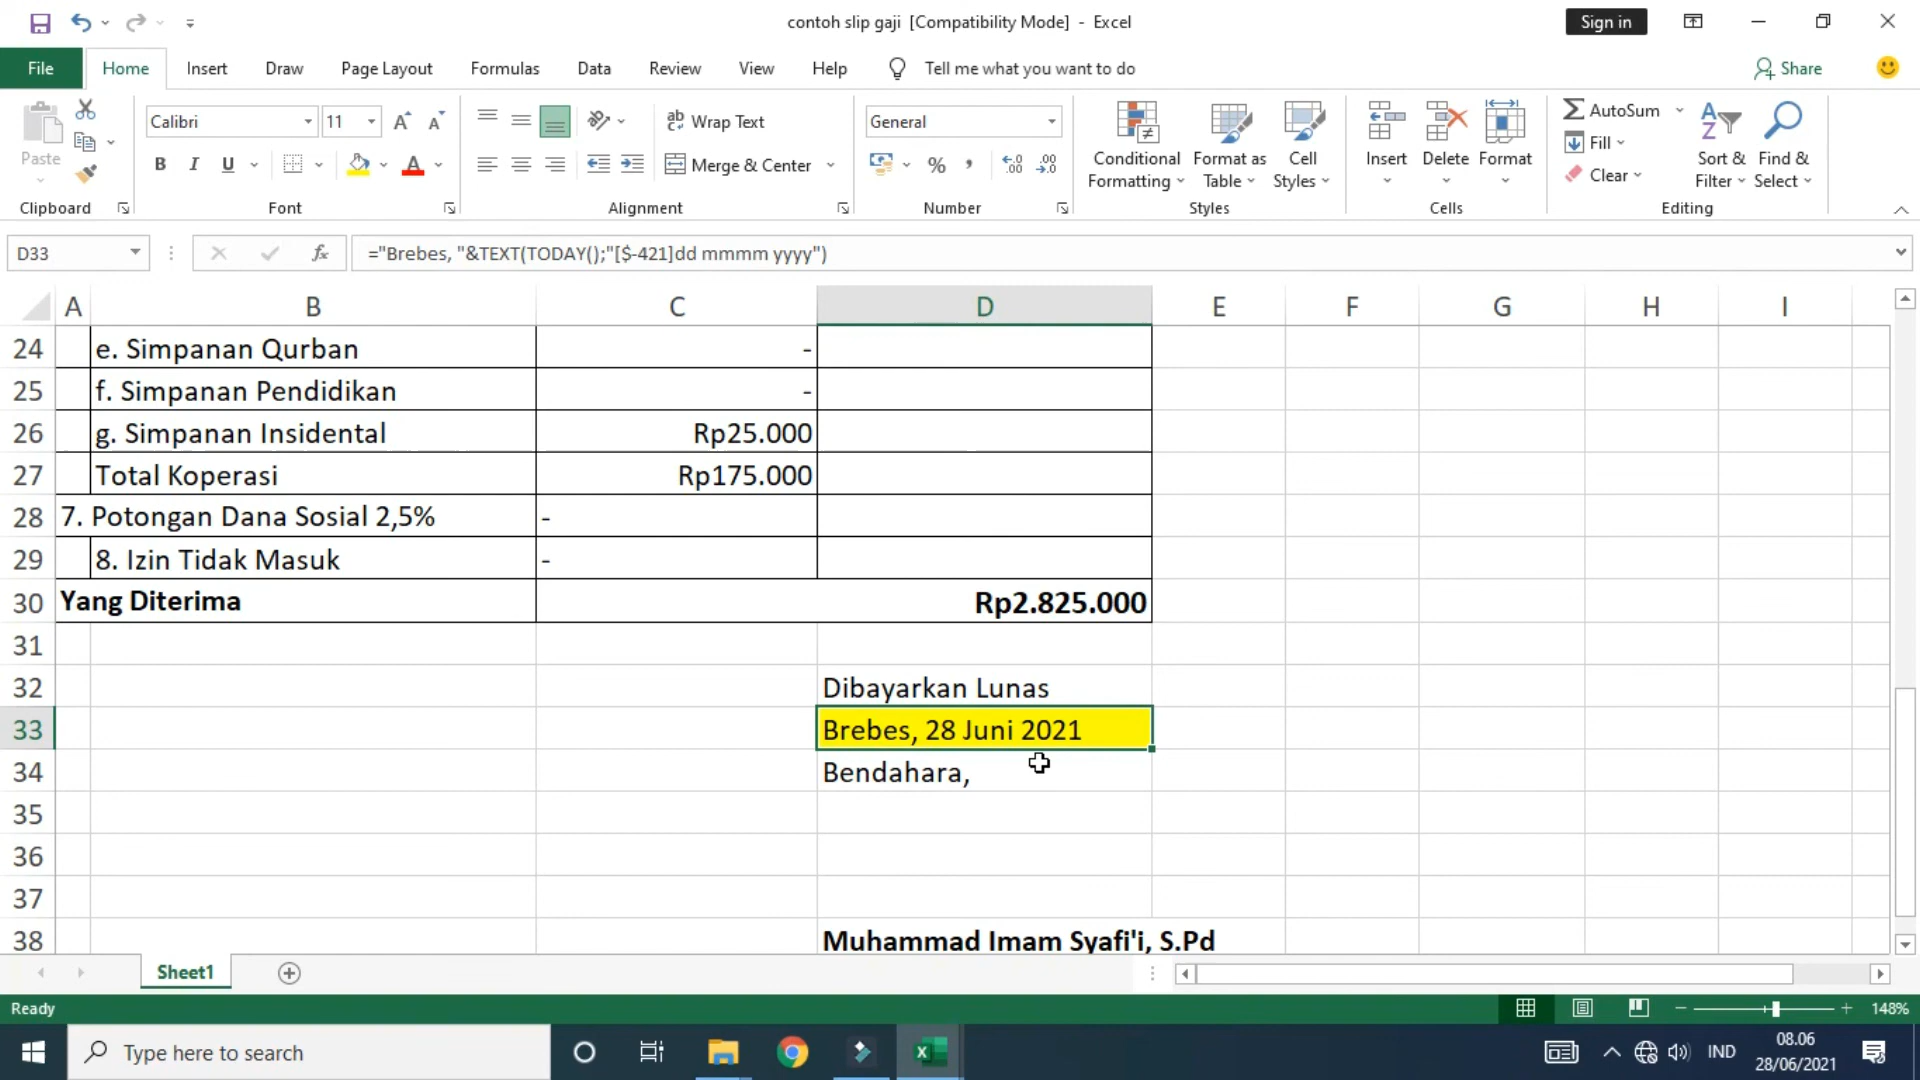 contoh slip gaji [Compatibility Mode] - Excel
Sign in
File Home Insert Draw Page Layout Formulas Data Review View Help Tell me what you want to do Share
Paste
Clipboard
Calibri 11
B I U A
Font
Wrap Text
Merge & Center
Alignment
General
Number
Conditional Formatting
Format as Table
Cell Styles
Styles
Insert
Delete
Format
Cells
AutoSum
Fill
Clear
Sort & Filter
Find & Select
Editing
D33 fx ="Brebes, "&TEXT(TODAY();"[$-421]dd mmmm yyyy")
A B C D E F G H I
24 e. Simpanan Qurban -
25 f. Simpanan Pendidikan -
26 g. Simpanan Insidental Rp25.000
27 Total Koperasi Rp175.000
28 7. Potongan Dana Sosial 2,5% -
29 8. Izin Tidak Masuk -
30 Yang Diterima Rp2.825.000
31
32 Dibayarkan Lunas
33 Brebes, 28 Juni 2021
34 Bendahara,
35
36
37
38 Muhammad Imam Syafi'i, S.Pd
Sheet1
Ready 148%
Type here to search
IND
08.06
28/06/2021